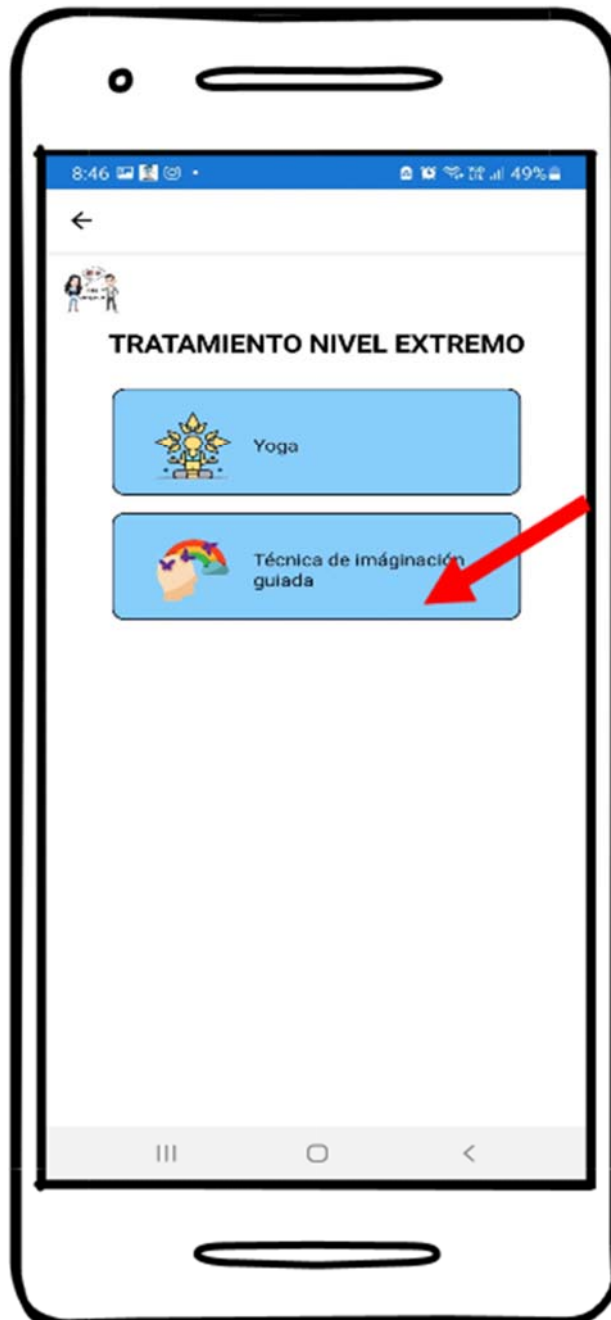 8:46 49%
TRATAMIENTO NIVEL EXTREMO
Yoga
Técnica de imáginación
guiada